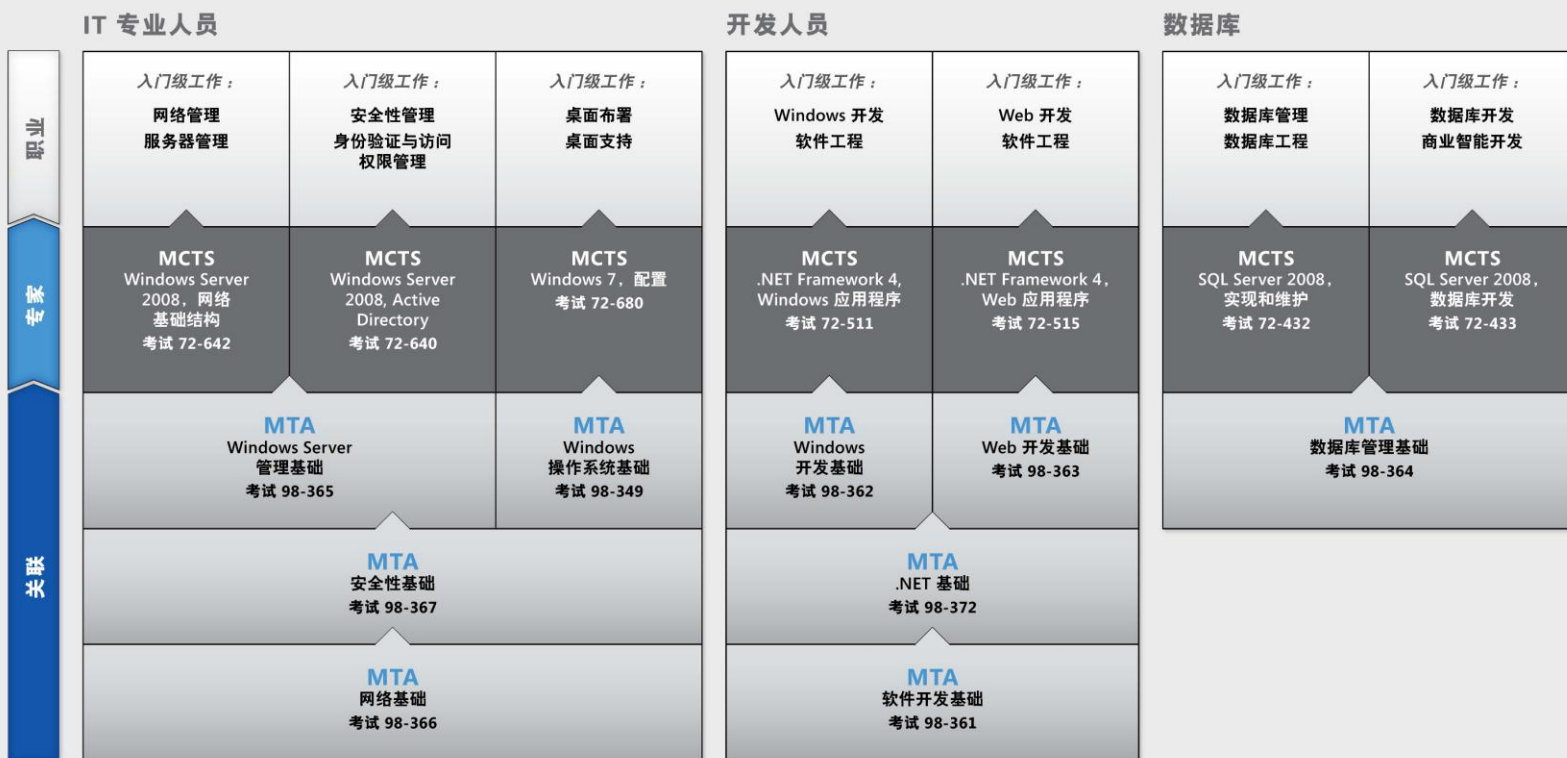 IT 专业人员
开发人员
数据库
职业
专家
关联
入门级工作：
网络管理
服务器管理
入门级工作：
安全性管理
身份验证与访问
权限管理
入门级工作：
桌面布署
桌面支持
入门级工作：
Windows 开发
软件工程
入门级工作：
Web 开发
软件工程
入门级工作：
数据库管理
数据库工程
入门级工作：
数据库开发
商业智能开发
MCTS
Windows Server
2008，网络
基础结构
考试 72-642
MCTS
Windows Server
2008, Active
Directory
考试 72-640
MCTS
Windows 7，配置
考试 72-680
MCTS
.NET Framework 4,
Windows 应用程序
考试 72-511
MCTS
.NET Framework 4，
Web 应用程序
考试 72-515
MCTS
SQL Server 2008，
实现和维护
考试 72-432
MCTS
SQL Server 2008，
数据库开发
考试 72-433
MTA
Windows Server
管理基础
考试 98-365
MTA
Windows
操作系统基础
考试 98-349
MTA
Windows
开发基础
考试 98-362
MTA
Web 开发基础
考试 98-363
MTA
数据库管理基础
考试 98-364
MTA
安全性基础
考试 98-367
MTA
.NET 基础
考试 98-372
MTA
网络基础
考试 98-366
MTA
软件开发基础
考试 98-361